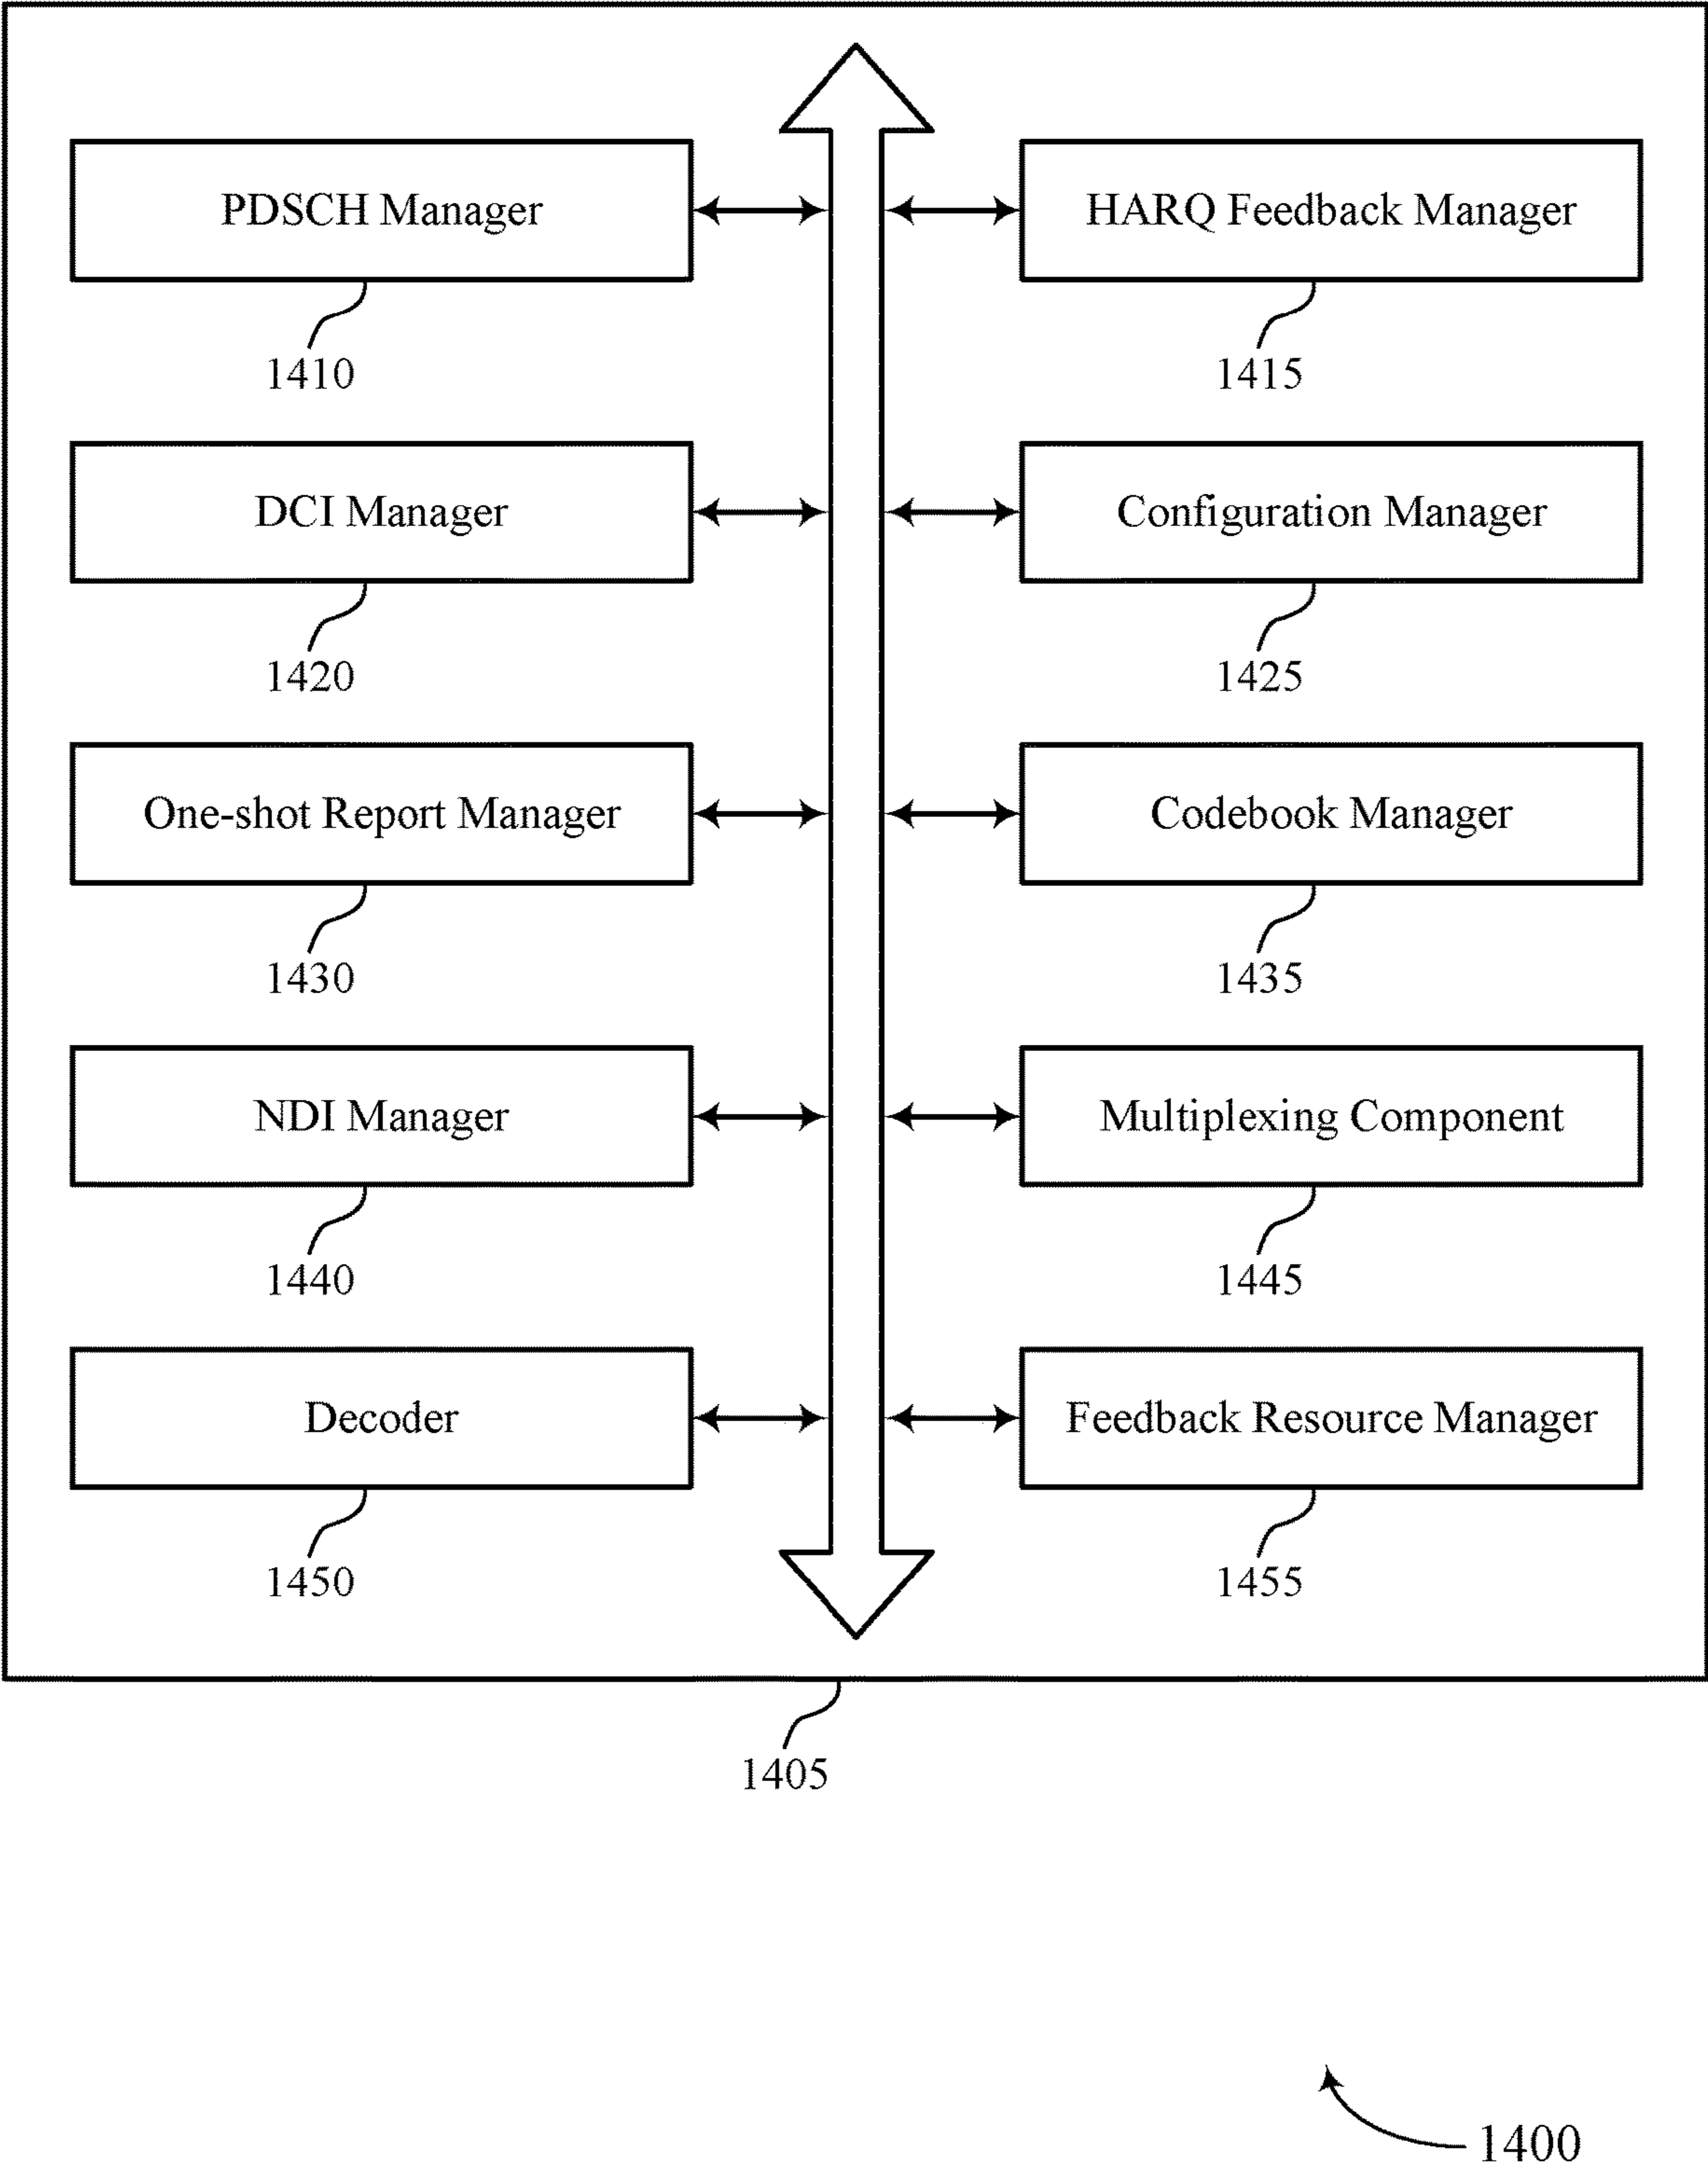 PDSCH Manager
HARQ Feedback Manager
1410
1415
DCI Manager
Configuration Manager
1420
1425
One-shot Report Manager
Codebook Manager
1430
1435
NDI Manager
Multiplexing Component
1440
1445
Decoder
Feedback Resource Manager
1450
1455
1405
1400